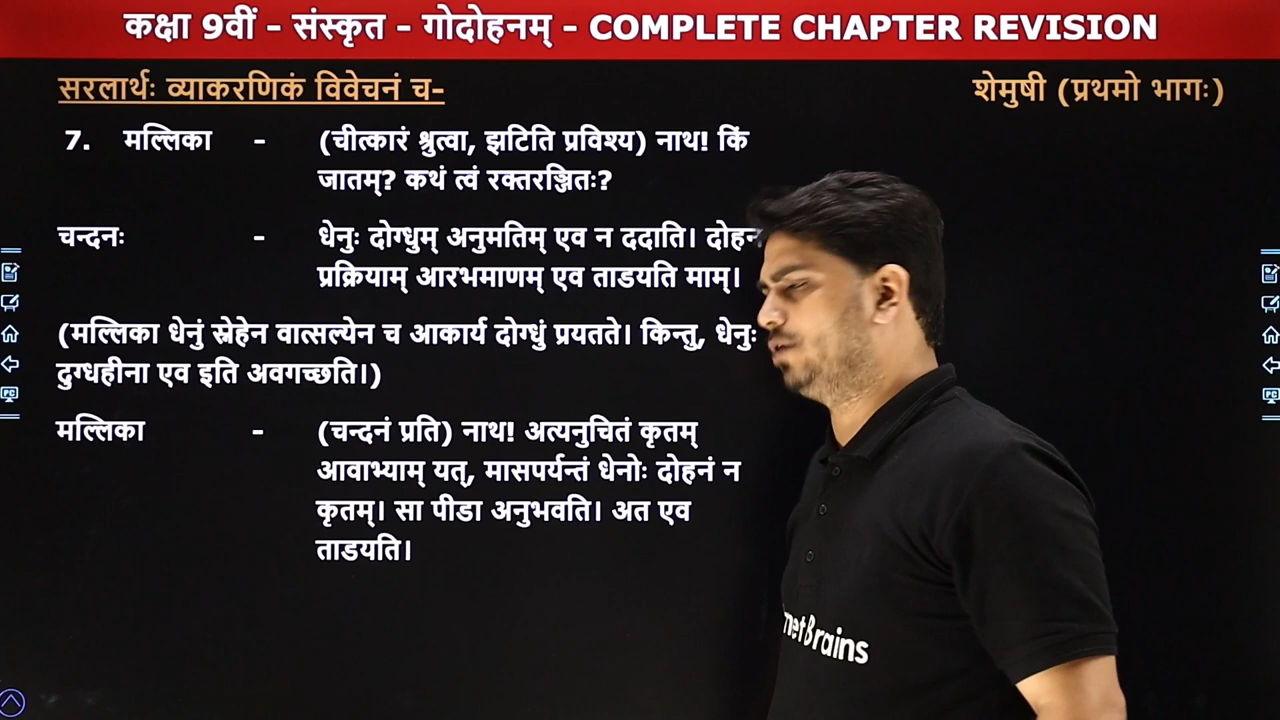 कक्षा 9वीं – संस्कृत – गोदोहनम् – COMPLETE CHAPTER REVISION
सरलार्थः व्याकरणिकं विवेचनं च-
शेमुषी (प्रथमो भागः)
7. मल्लिका - (चीत्कारं श्रुत्वा, झटिति प्रविश्य) नाथ! किं
जातम्? कथं त्वं रक्तरञ्जितः?
चन्दनः - धेनुः दोग्धुम् अनुमतिम् एव न ददाति। दोहन
प्रक्रियाम् आरभमाणम् एव ताडयति माम्।
(मल्लिका धेनुं स्नेहेन वात्सल्येन च आकार्य दोग्धुं प्रयतते। किन्तु, धेनुः
दुग्धहीना एव इति अवगच्छति।)
मल्लिका - (चन्दनं प्रति) नाथ! अत्यनुचितं कृतम्
आवाभ्याम् यत्, मासपर्यन्तं धेनोः दोहनं न
कृतम्। सा पीडा अनुभवति। अत एव
ताडयति।
netBrains